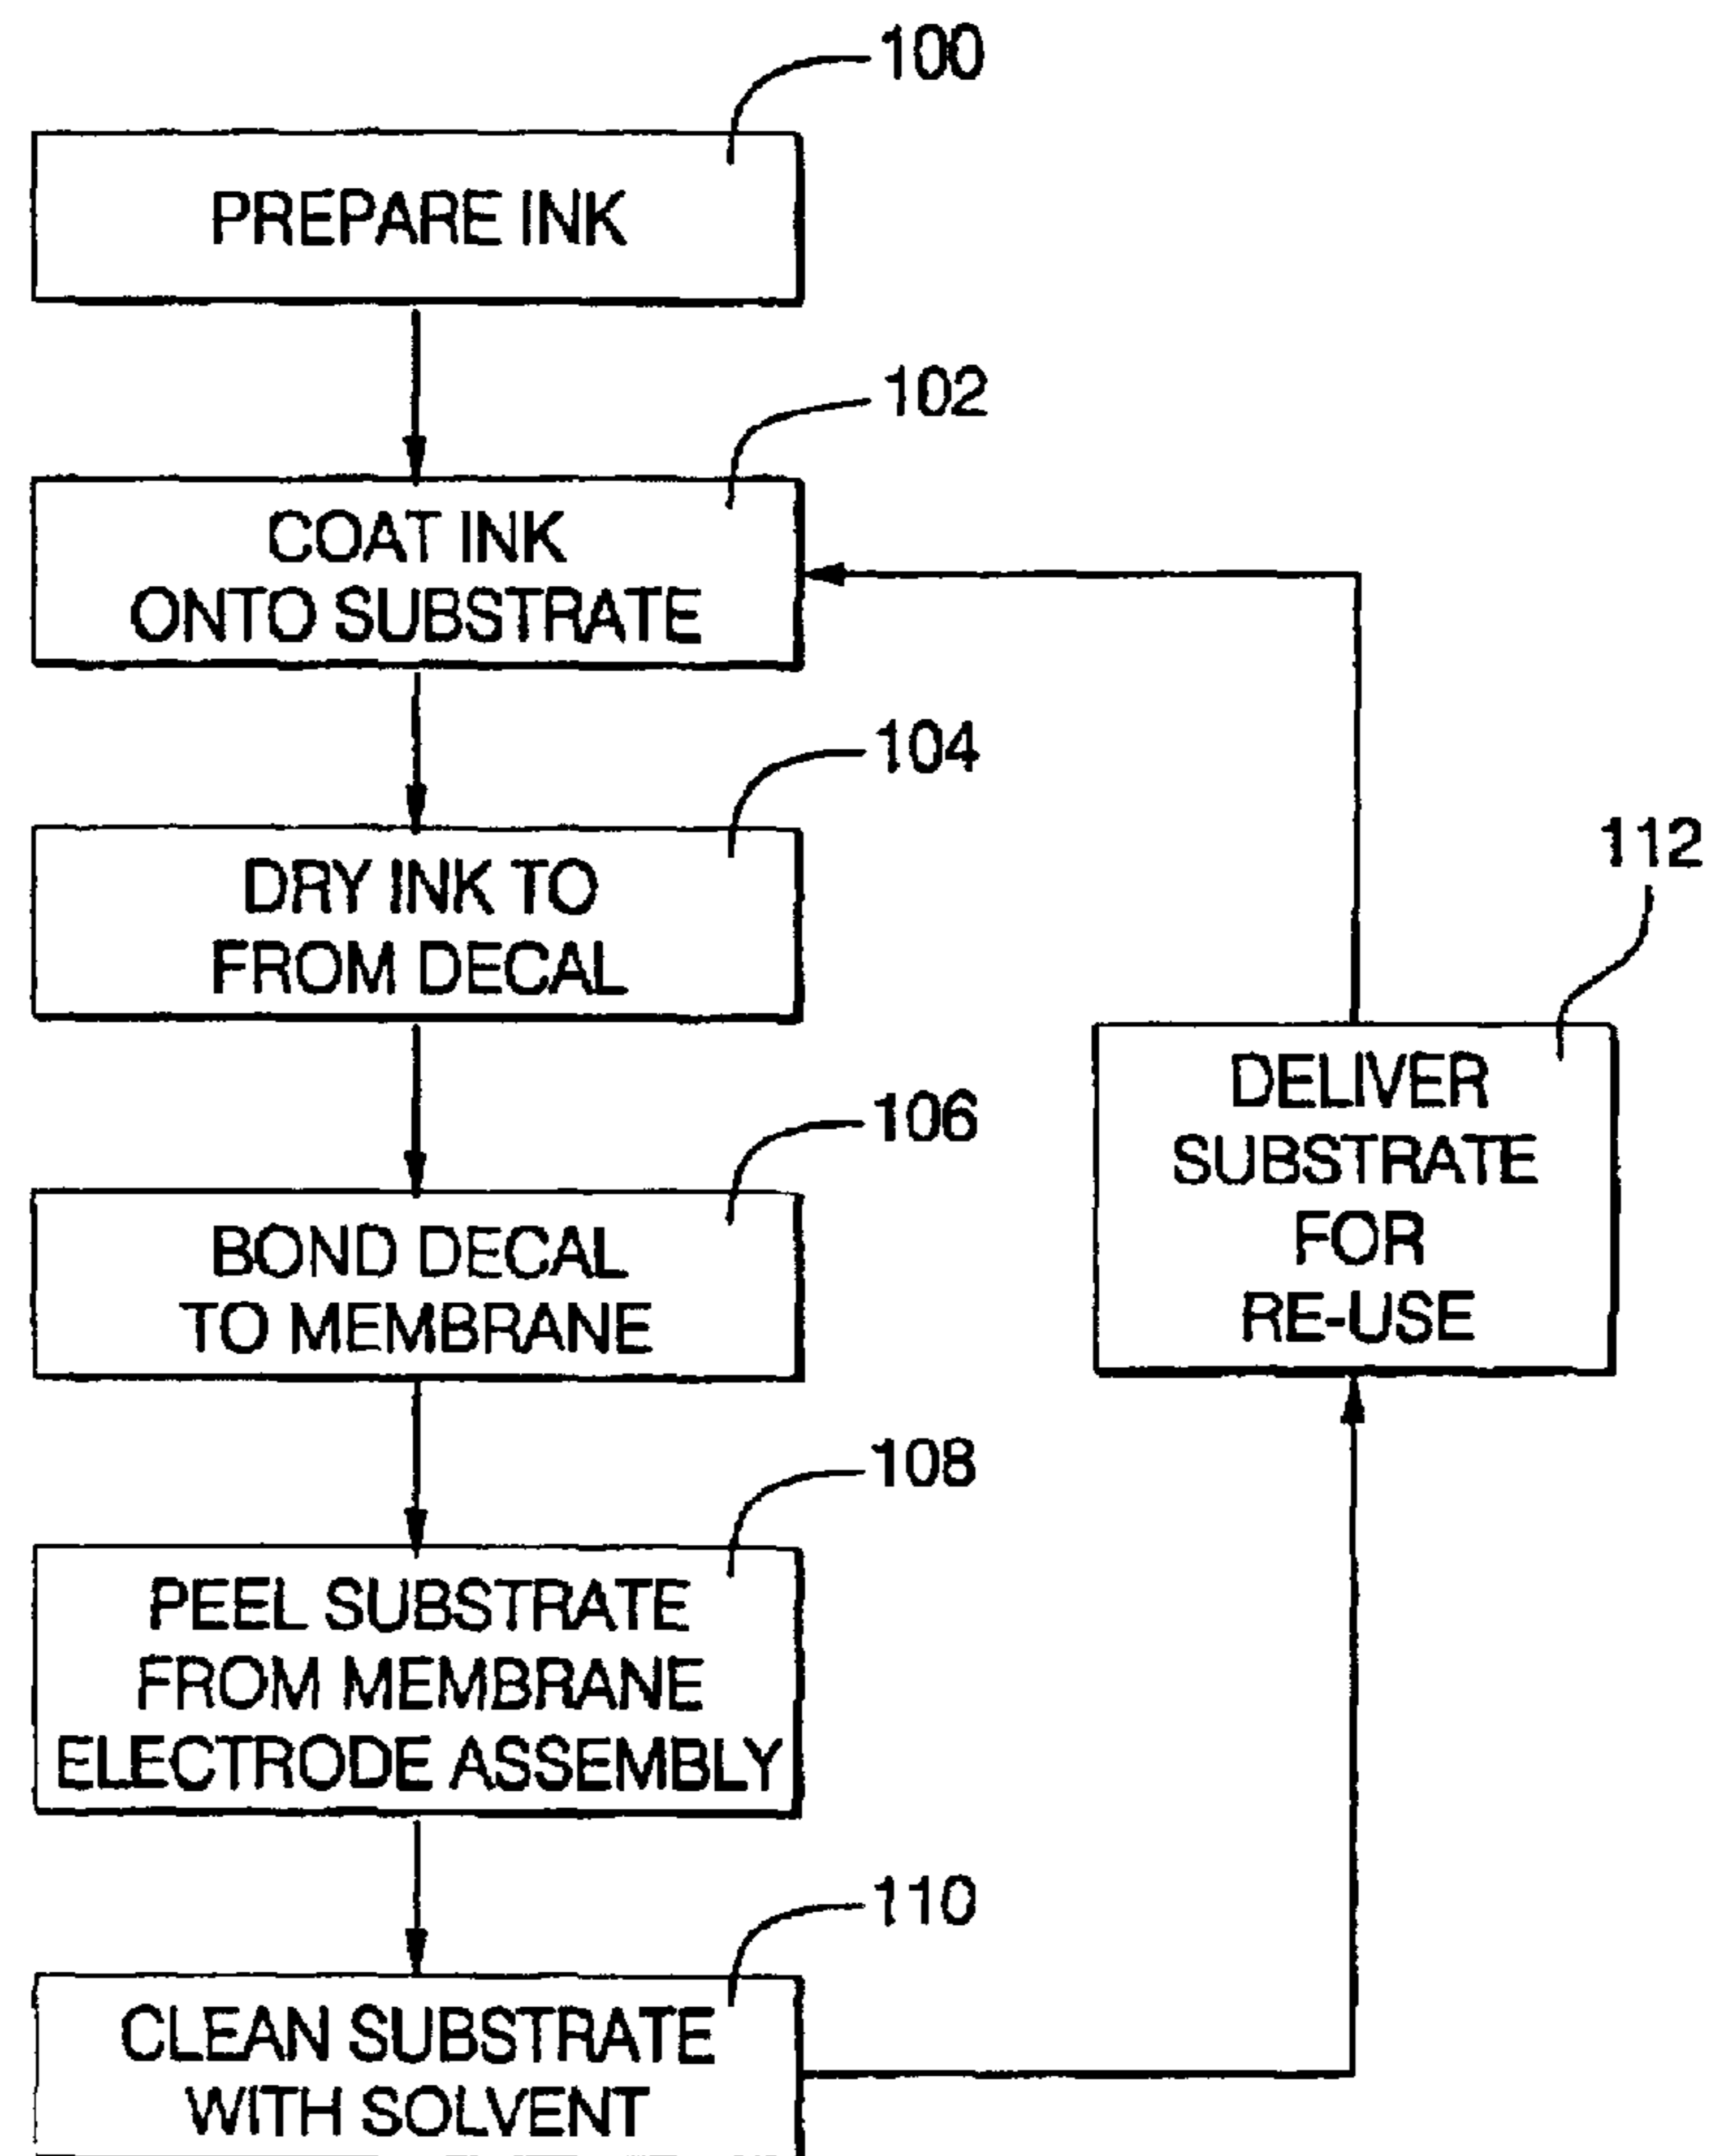 100
PREPARE INK
102
COAT INK
ONTO SUBSTRATE
104
DRY INK TO
FROM DECAL
106
BOND DECAL
TO MEMBRANE
108
PEEL SUBSTRATE
FROM MEMBRANE
ELECTRODE ASSEMBLY
110
CLEAN SUBSTRATE
WITH SOLVENT
112
DELIVER
SUBSTRATE
FOR
RE-USE